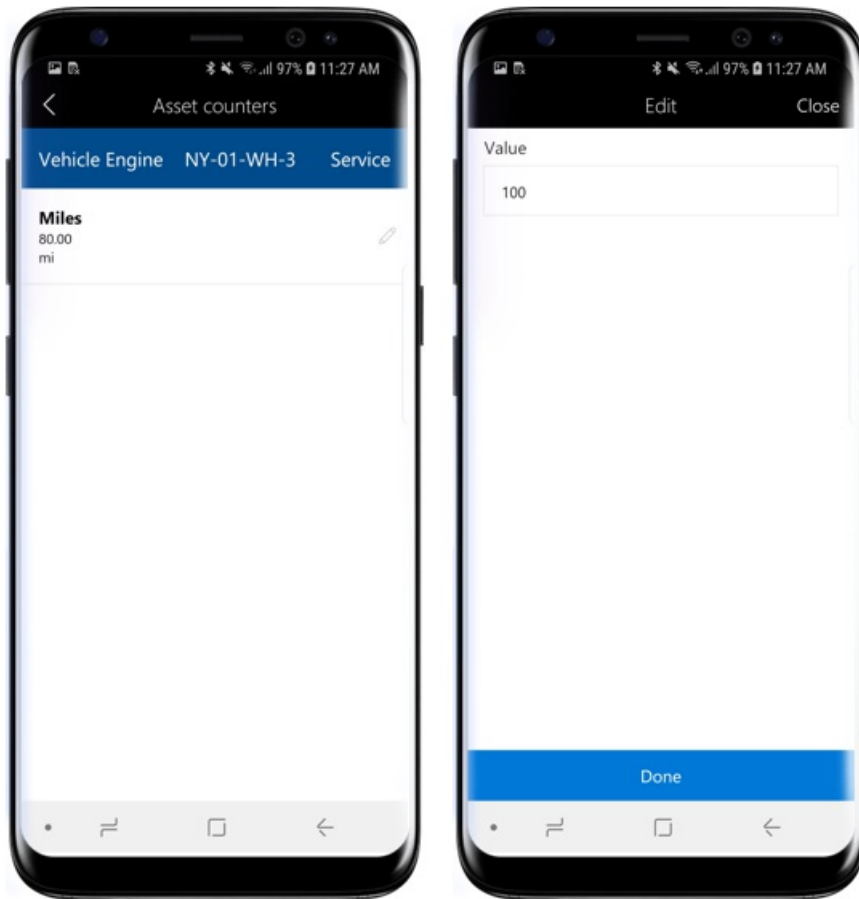 97% 11:27 AM
Asset counters
Vehicle Engine NY-01-WH-3 Service
Miles
80.00
mi
97% 11:27 AM
Edit Close
Value
100
Done